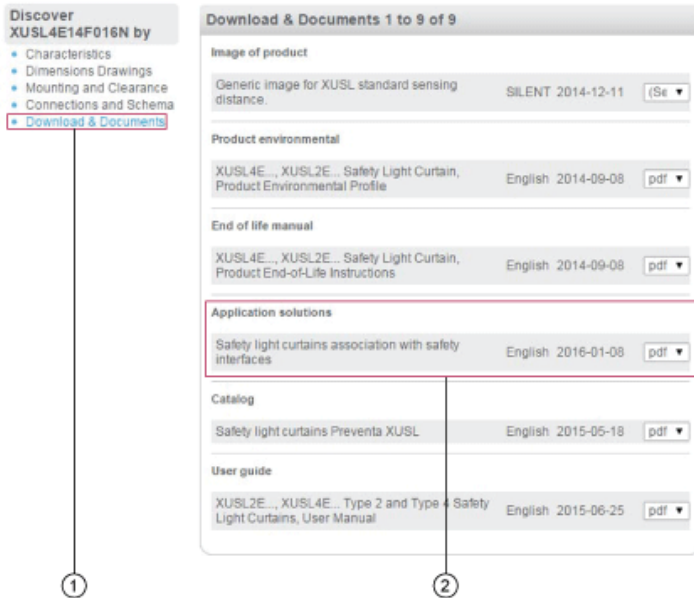 Discover
XUSL4E14F016N by
Characteristics
Dimensions Drawings
Mounting and Clearance
Connections and Schema
Download & Documents
Download & Documents 1 to 9 of 9
Image of product
Generic image for XUSL standard sensing
distance.
SILENT 2014-12-11 (Se
Product environmental
XUSL4E..., XUSL2E... Safety Light Curtain,
Product Environmental Profile
English 2014-09-08 pdf
End of life manual
XUSL4E..., XUSL2E... Safety Light Curtain,
Product End-of-Life Instructions
English 2014-09-08 pdf
Application solutions
Safety light curtains association with safety
interfaces
English 2016-01-08 pdf
Catalog
Safety light curtains Preventa XUSL English 2015-05-18 pdf
User guide
XUSL2E..., XUSL4E... Type 2 and Type 4 Safety
Light Curtains, User Manual
English 2015-06-25 pdf
1 2